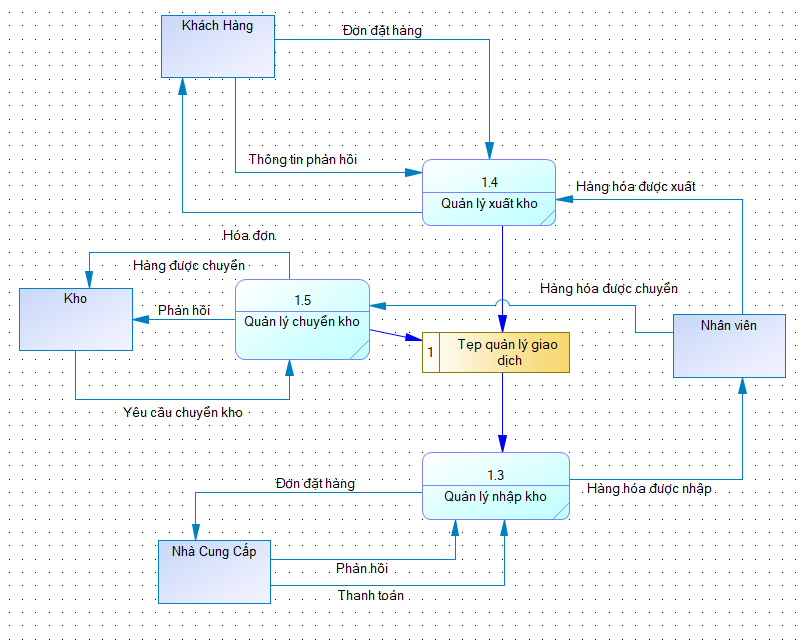 Khách Hàng
Đơn đặt hàng
Thông tin phản hồi
1.4
Quản lý xuất kho
Hàng hóa được xuất
Hóa đơn
Hàng được chuyển
Kho
Phản hồi
1.5
Quản lý chuyển kho
Hàng hóa được chuyển
Nhân viên
1
Tẹp quản lý giao
dịch
Yêu cầu chuyển kho
1.3
Quản lý nhập kho
Đơn đặt hàng
Hàng hóa được nhập
Nhà Cung Cấp
Phản hồi
Thanh toán